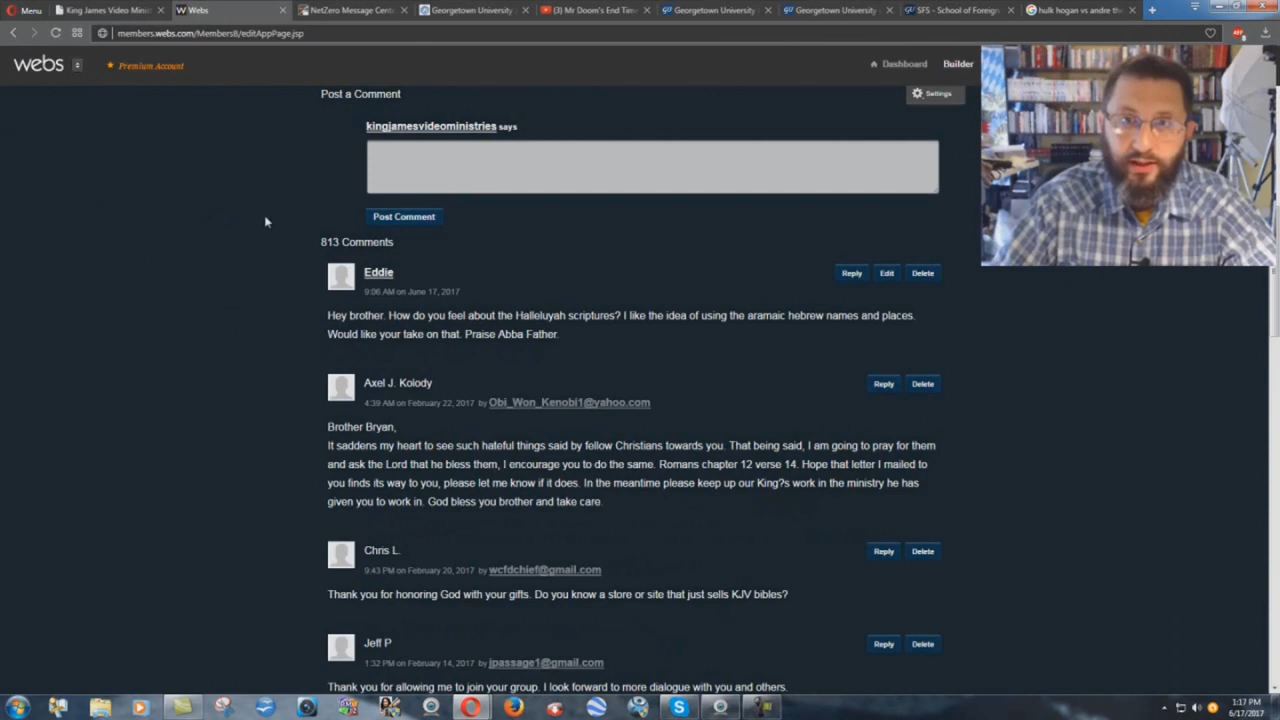 Menu
King James Video Minist
Webs
NetZero Message Cent
Georgetown University
(3) Mr Doom's End Time
Georgetown University
Georgetown University
SFS - School of Foreign
hulk hogan vs andre the
members.webs.com/Members8/editAppPage.jsp
webs
Premium Account
Dashboard
Builder
Post a Comment
Settings
kingjamesvideoministries says
Post Comment
813 Comments
Eddie
Reply Edit Delete
9:06 AM on June 17, 2017
Hey brother. How do you feel about the Halleluyah scriptures? I like the idea of using the aramaic hebrew names and places.
Would like your take on that. Praise Abba Father.
Axel J. Kolody
Reply Delete
4:39 AM on February 22, 2017 by Obi_Won_Kenobi1@yahoo.com
Brother Bryan,
It saddens my heart to see such hateful things said by fellow Christians towards you. That being said, I am going to pray for them
and ask the Lord that he bless them, I encourage you to do the same. Romans chapter 12 verse 14. Hope that letter I mailed to
you finds its way to you, please let me know if it does. In the meantime please keep up our King?s work in the ministry he has
given you to work in. God bless you brother and take care.
Chris L.
Reply Delete
9:43 PM on February 20, 2017 by wcfdchief@gmail.com
Thank you for honoring God with your gifts. Do you know a store or site that just sells KJV bibles?
Jeff P
Reply Delete
1:32 PM on February 14, 2017 by jpassage1@gmail.com
Thank you for allowing me to join your group. I look forward to more dialogue with you and others.
1:17 PM
6/17/2017